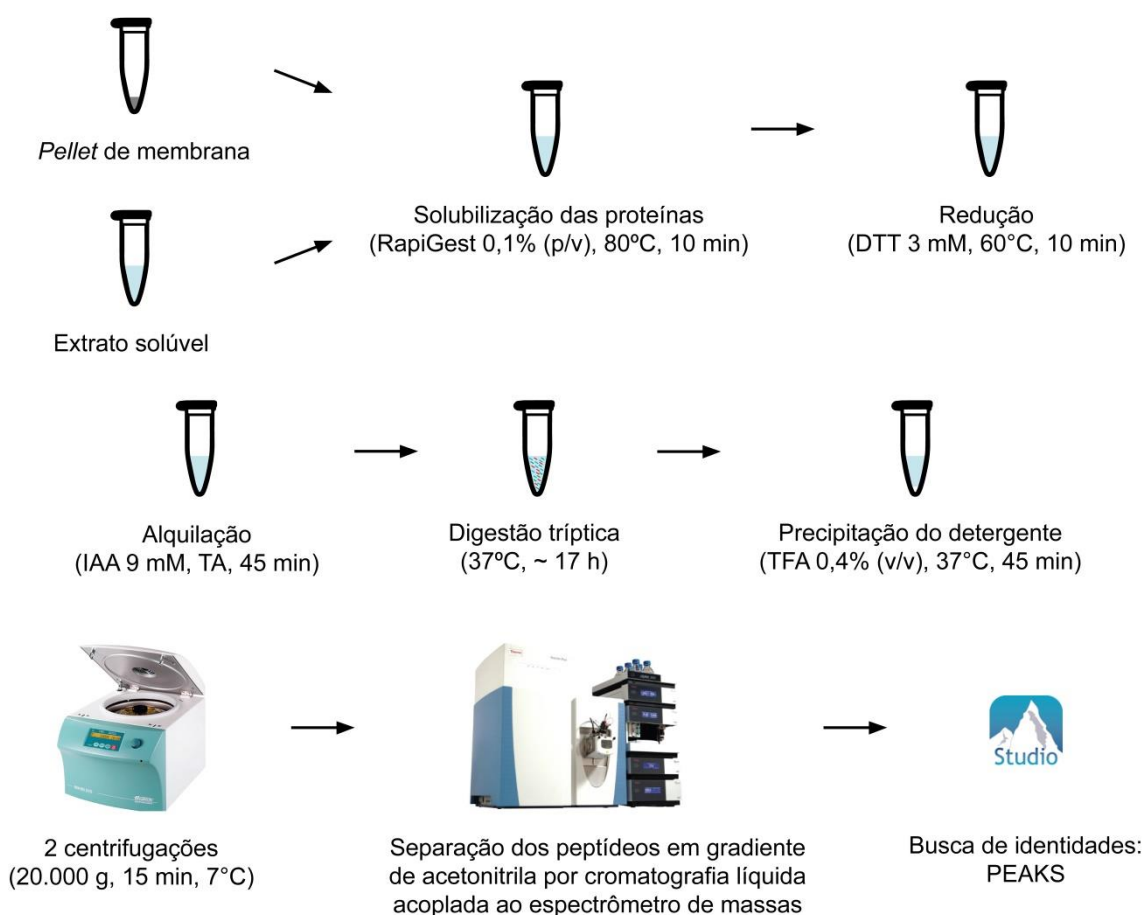 Pellet de membrana
Solubilização das proteínas
(RapiGest 0,1% (p/v), 80ºC, 10 min)
Redução
(DTT 3 mM, 60°C, 10 min)
Extrato solúvel
Alquilação
(IAA 9 mM, TA, 45 min)
Digestão tríptica
(37ºC, ~ 17 h)
Precipitação do detergente
(TFA 0,4% (v/v), 37°C, 45 min)
Studio
2 centrifugações
(20.000 g, 15 min, 7°C)
Separação dos peptídeos em gradiente
de acetonitrila por cromatografia líquida
acoplada ao espectrômetro de massas
Busca de identidades:
PEAKS